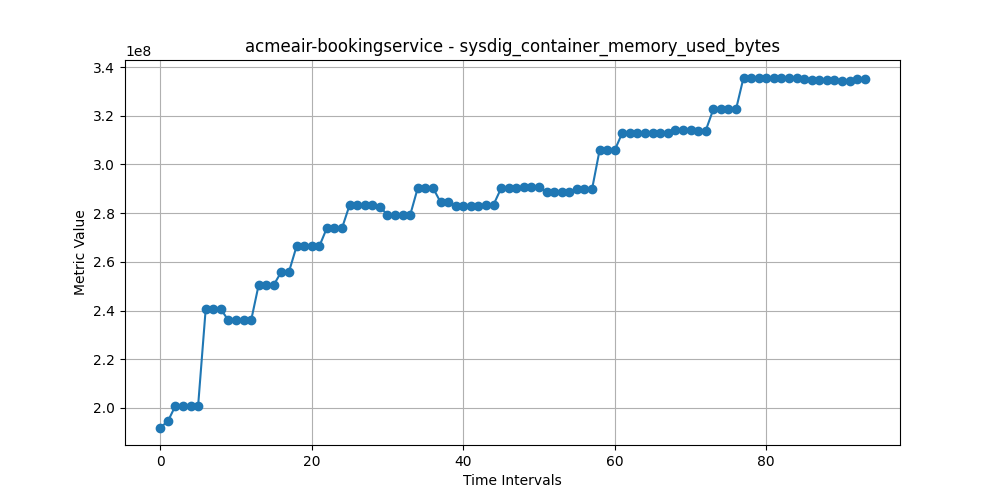 acmeair-bookingservice - sysdig_container_memory_used_bytes
1e8
3.4
3.2
3.0
2.8
2.6
2.4
2.2
2.0
Metric Value
0 20 40 60 80
Time Intervals